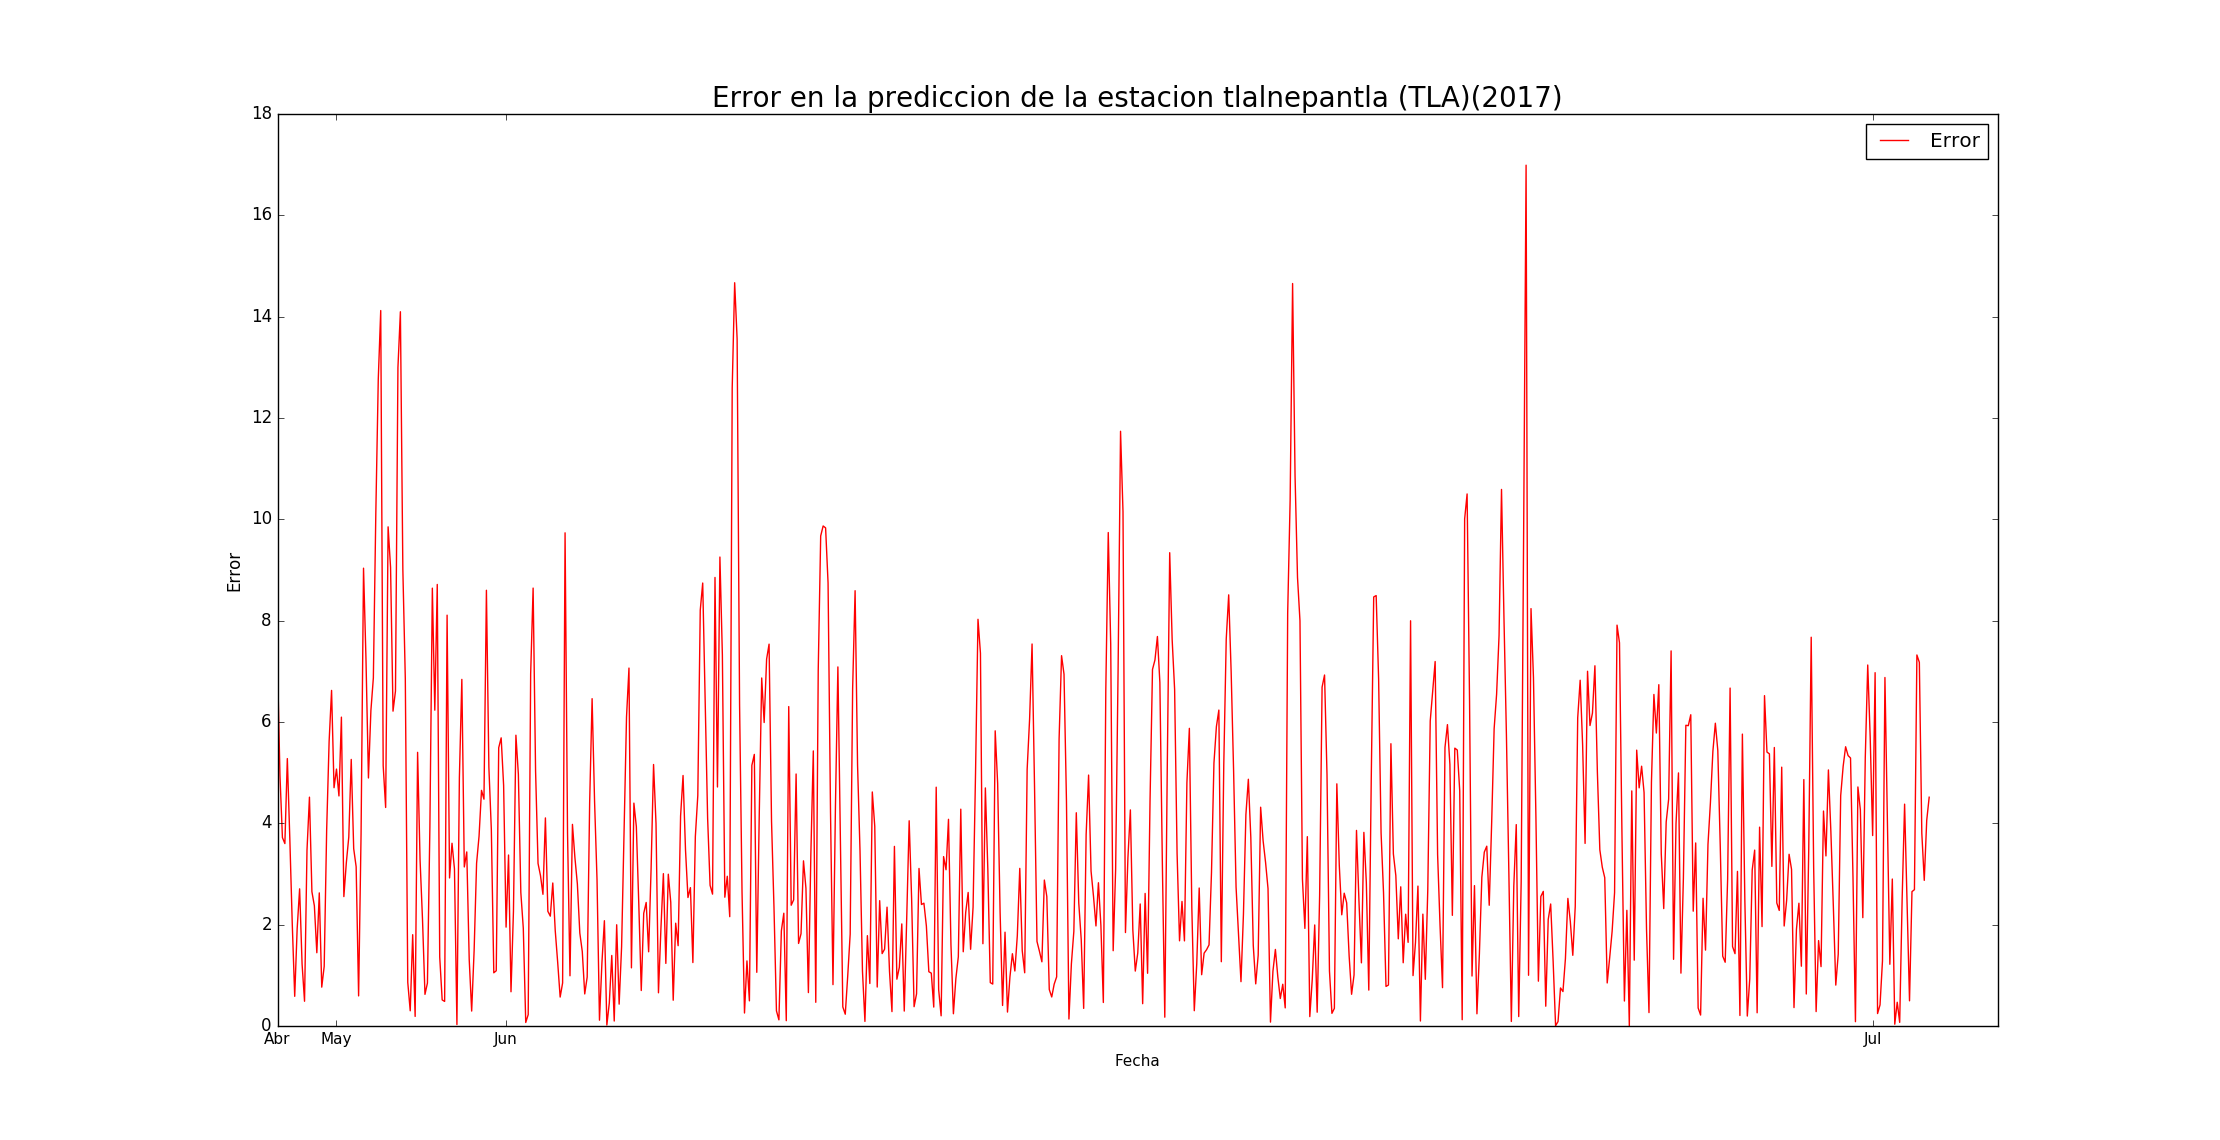 Error en la prediccion de la estacion tlalnepantla (TLA)(2017)
Error
18
16
14
12
10
8
6
4
2
0
Error
Abr May Jun Jul
Fecha